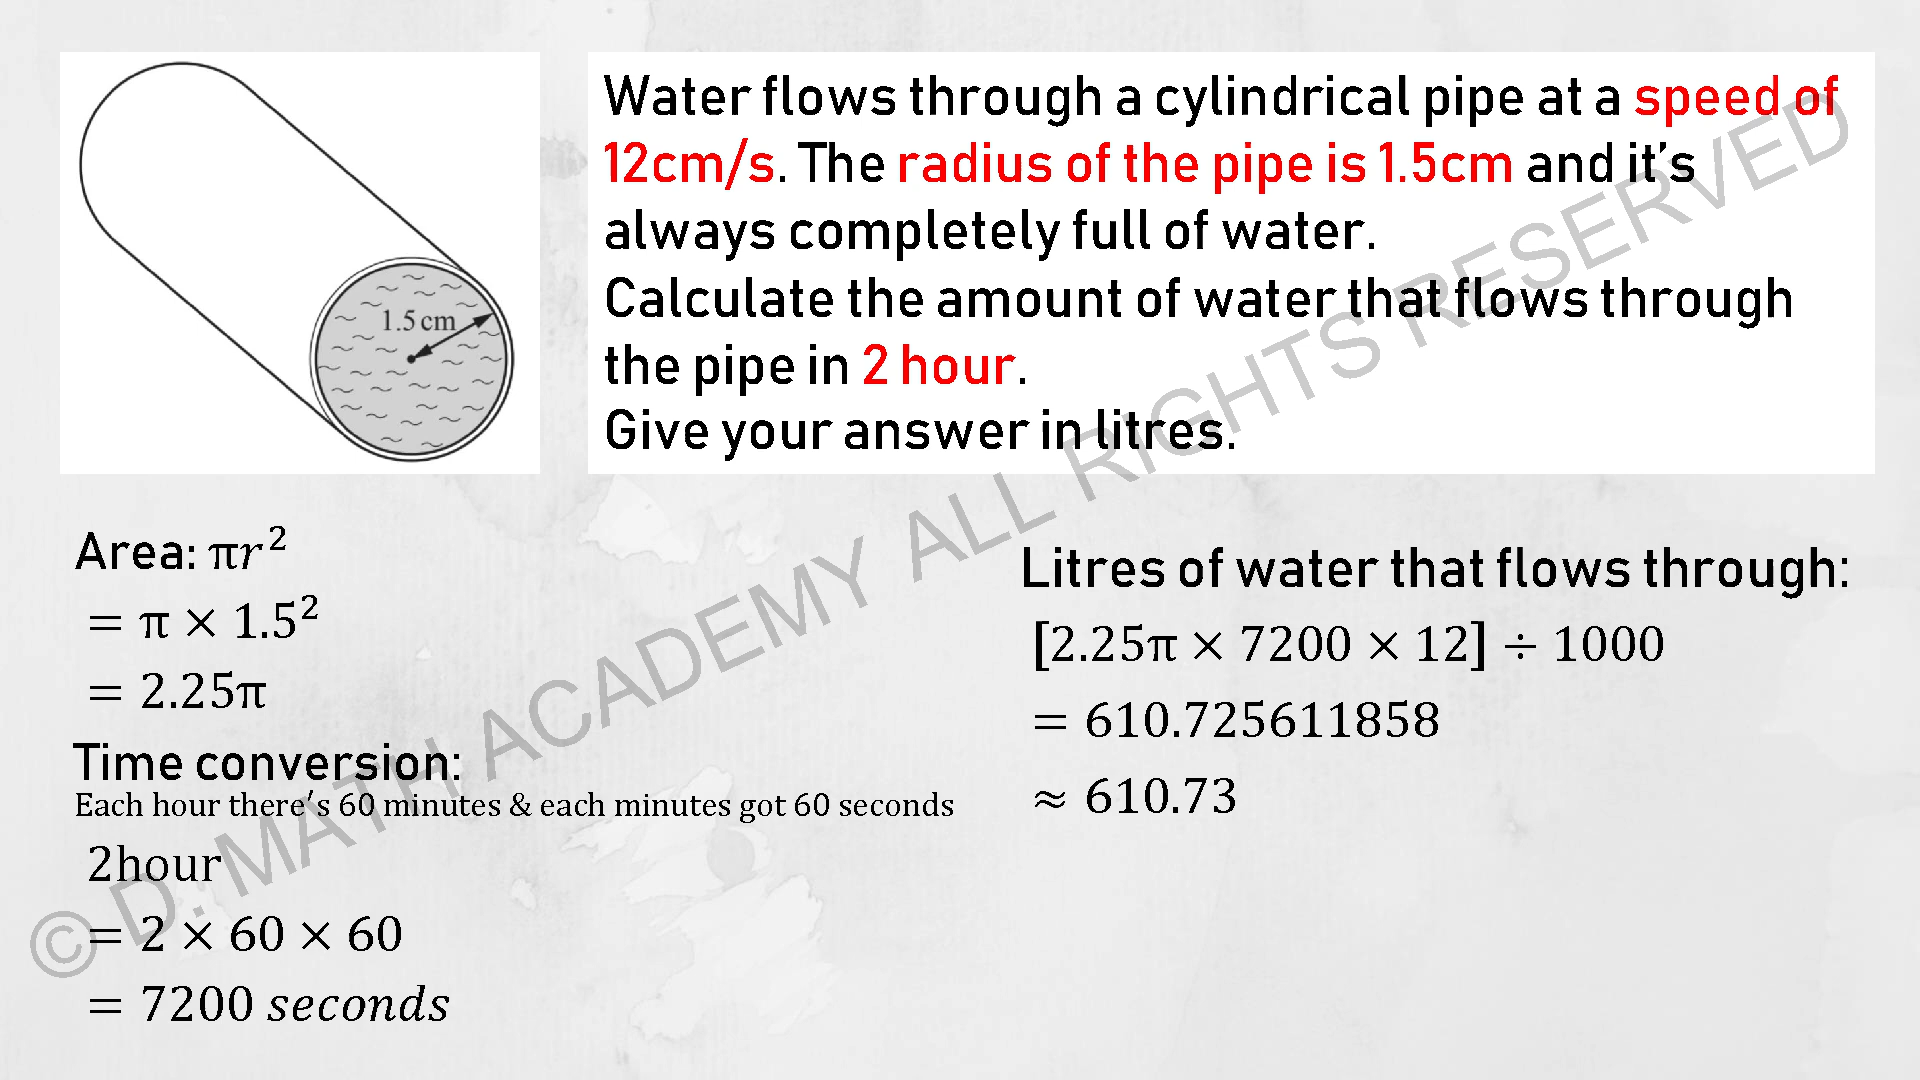 Water flows through a cylindrical pipe at a speed of
12cm/s. The radius of the pipe is 1.5cm and it's
always completely full of water.
Calculate the amount of water that flows through
the pipe in 2 hour.
Give your answer in litres.
1.5 cm
Area: πr²
= π × 1.5²
= 2.25π
Time conversion:
Each hour there's 60 minutes & each minutes got 60 seconds
2hour
= 2 × 60 × 60
= 7200 seconds
Litres of water that flows through:
[2.25π × 7200 × 12] ÷ 1000
= 610.725611858
≈ 610.73
© D. MATH ACADEMY ALL RIGHTS RESERVED